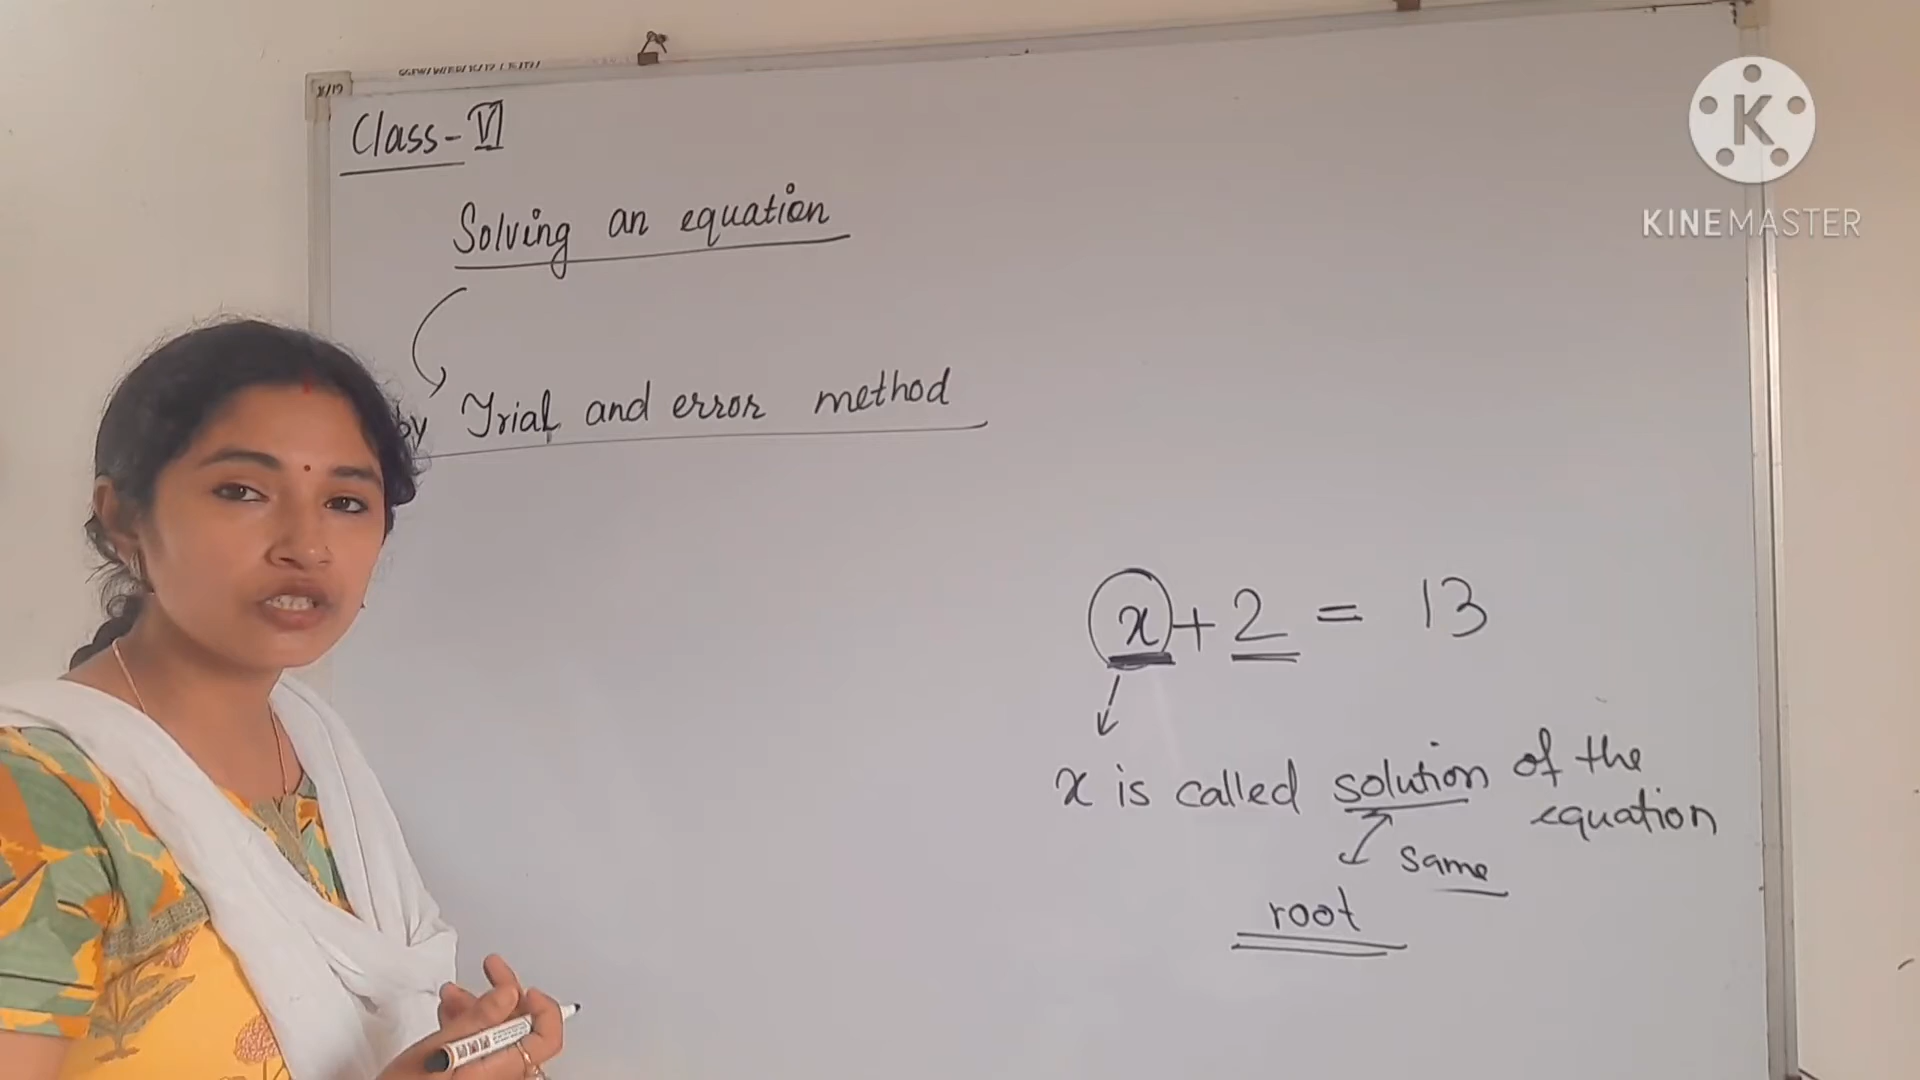 Class-VI
Solving an equation
by Trial and error method
x + 2 = 13
x is called solution of the
equation
same
root
K
KINEMASTER